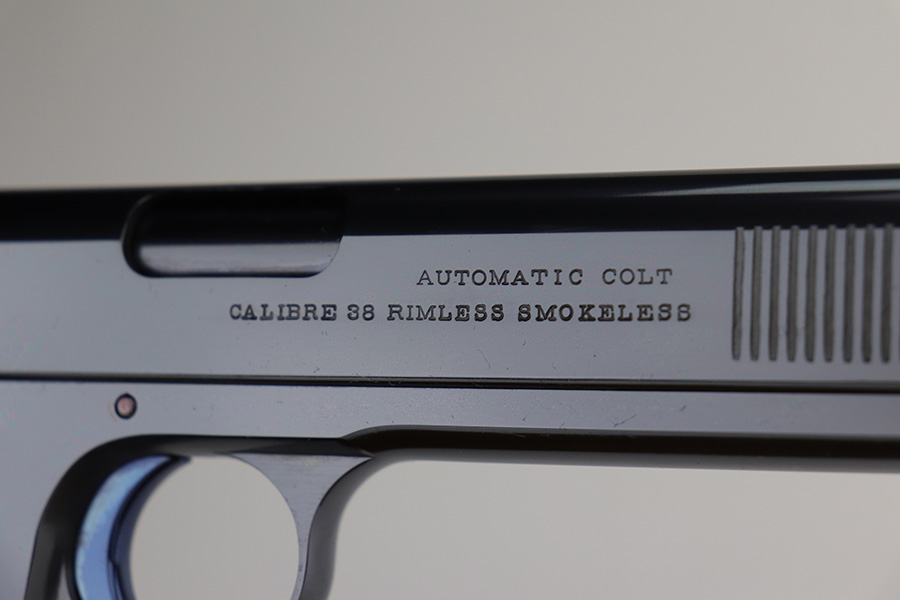 AUTOMATIC COLT
CALIBRE 38 RIMLESS SMOKELESS